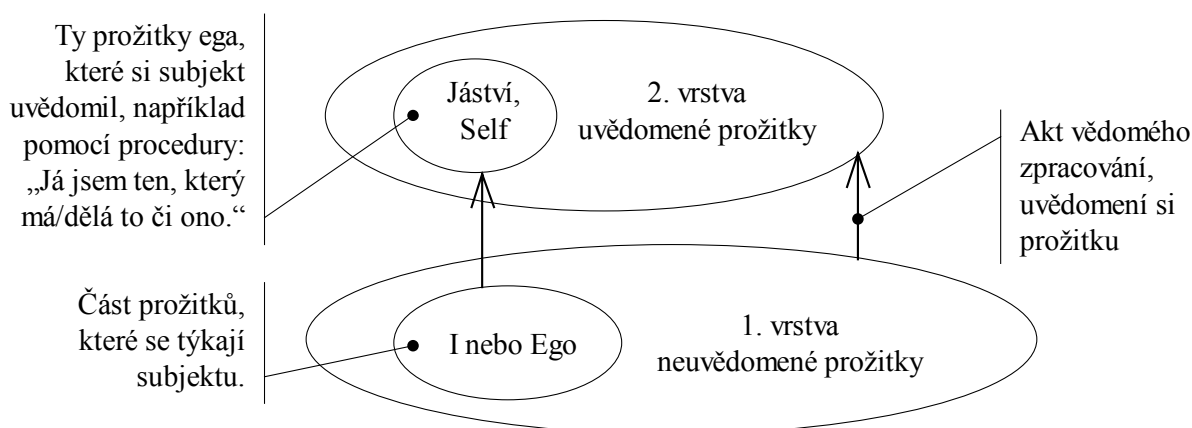 Ty prožitky ega,
které si subjekt
uvědomil, například
pomocí procedury:
„Já jsem ten, který
má/dělá to či ono.“
Jáství,
Self
2. vrstva
uvědomené prožitky
Akt vědomého
zpracování,
uvědomení si
prožitku
Část prožitků,
které se týkají
subjektu.
I nebo Ego
1. vrstva
neuvědomené prožitky